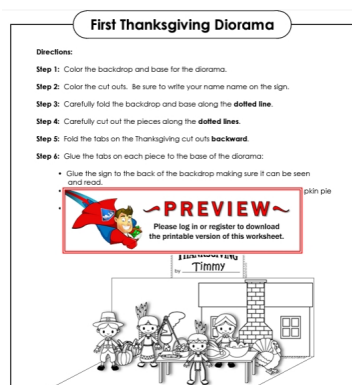 First Thanksgiving Diorama
Directions:
Step 1: Color the backdrop and base for the diorama.
Step 2: Color the cut outs. Be sure to write your name name on the sign.
Step 3: Carefully fold the backdrop and base along the dotted line.
Step 4: Carefully cut out the pieces along the dotted lines.
Step 5: Fold the tabs on the Thanksgiving cut outs backward.
Step 6: Glue the tabs on each piece to the base of the diorama:
• Glue the sign to the back of the backdrop making sure it can be seen
and read.
pkin pie
PREVIEW
Please log in or register to download
the printable version of this worksheet.
THANKSGIVING
by Timmy